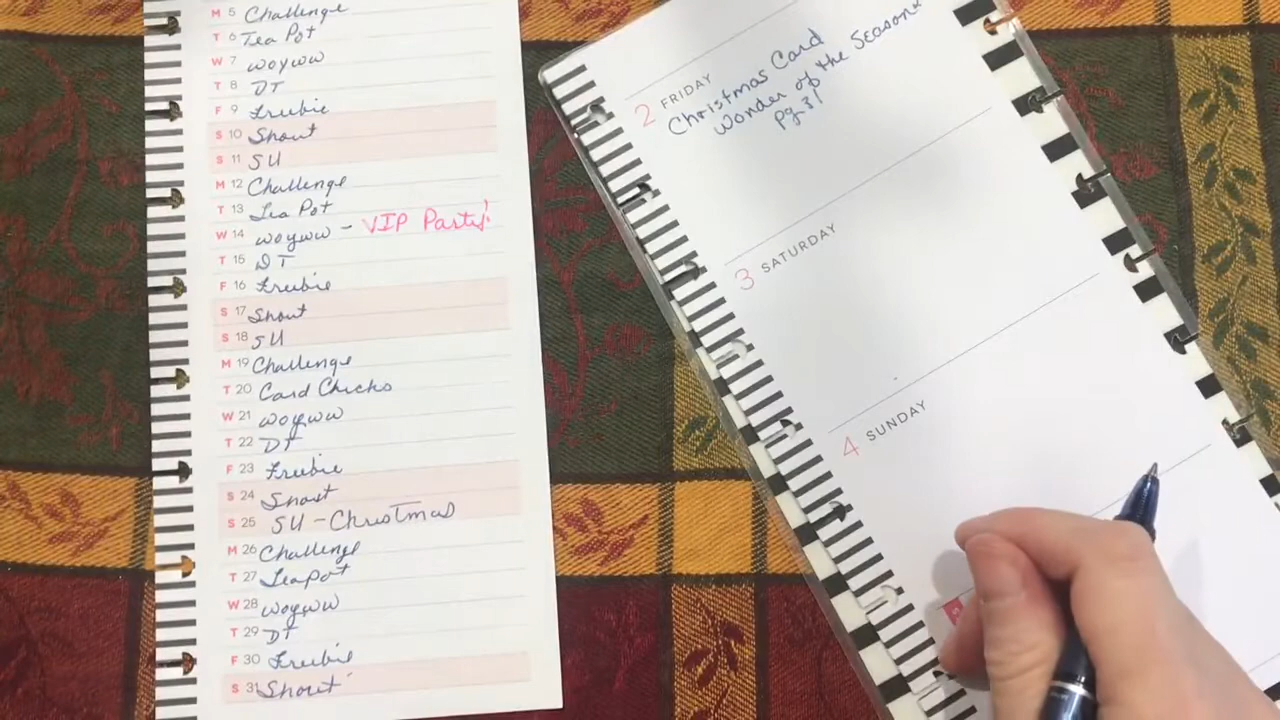 M 5 Challenge
T 6 Tea Pot
W 7 woyww
T 8 DT
F 9 Freebie
S 10 Shout
S 11 SU
M 12 Challenge
T 13 Tea Pot
W 14 woyww - VIP Party!
T 15 DT
F 16 Freebie
S 17 Shout
S 18 SU
M 19 Challenge
T 20 Card Chicks
W 21 woyww
T 22 DT
F 23 Freebie
S 24 Shout
S 25 SU - Christmas
M 26 Challenge
T 27 Teapot
W 28 woyww
T 29 DT
F 30 Freebie
S 31 Shout
2 FRIDAY
Christmas Card
Wonder of the Season*
pg. 31
3 SATURDAY
4 SUNDAY